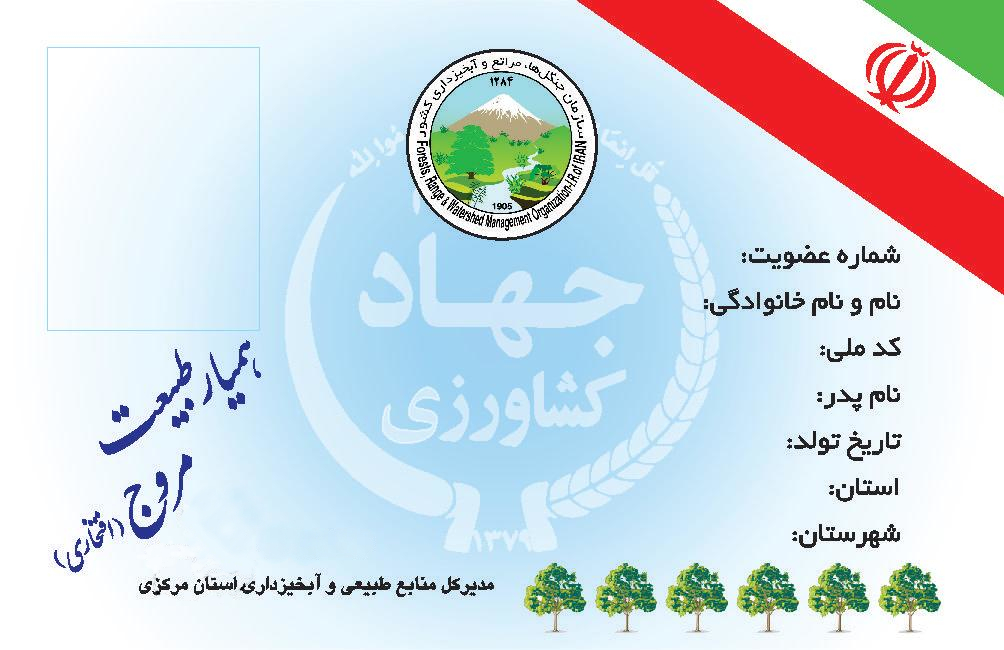 سازمان جنگل‌ها، مراتع و آبخیزداری کشور
۱۲۸۴
1905
Forests, Range & Watershed Management Organization-I.R.of IRAN
جهاد
کشاورزی
۱۳۷۹
شماره عضویت:
نام و نام خانوادگی:
کد ملی:
نام پدر:
تاریخ تولد:
استان:
شهرستان:
همیار طبیعت
مروج (افتخاری)
مدیرکل منابع طبیعی و آبخیزداری استان مرکزی